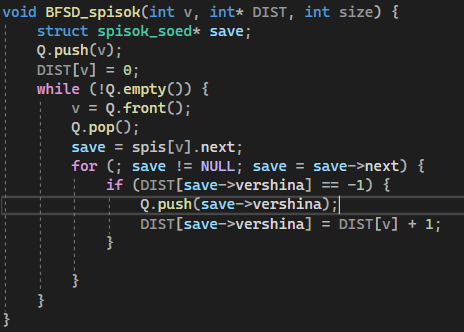 void BFSD_spisok(int v, int* DIST, int size) {
    struct spisok_soed* save;
    Q.push(v);
    DIST[v] = 0;
    while (!Q.empty()) {
        v = Q.front();
        Q.pop();
        save = spis[v].next;
        for (; save != NULL; save = save->next) {
            if (DIST[save->vershina] == -1) {
                Q.push(save->vershina);
                DIST[save->vershina] = DIST[v] + 1;
            }
        }
    }
}